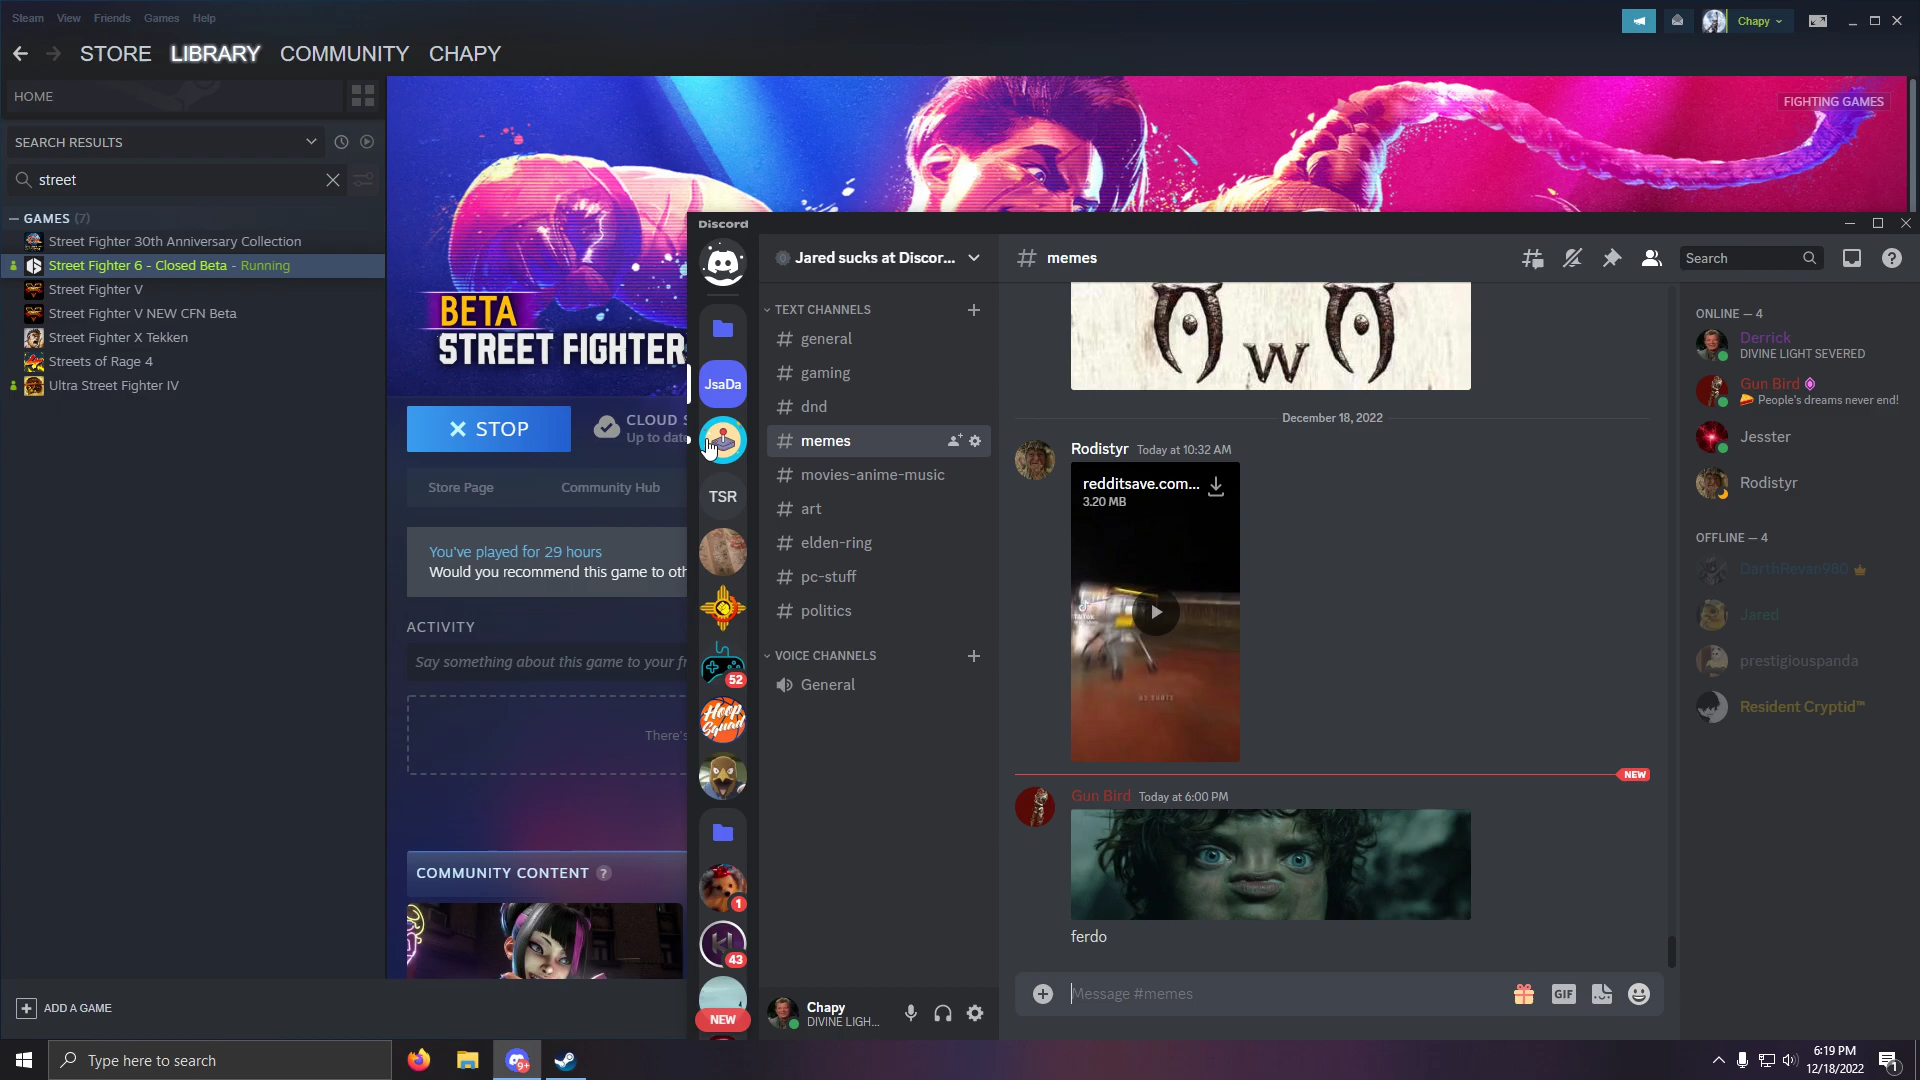 Steam View Friends Games Help
Chapy
STORE LIBRARY COMMUNITY CHAPY
HOME
SEARCH RESULTS
street
GAMES (7)
Street Fighter 30th Anniversary Collection
Street Fighter 6 - Closed Beta - Running
Street Fighter V
Street Fighter V NEW CFN Beta
Street Fighter X Tekken
Streets of Rage 4
Ultra Street Fighter IV
ADD A GAME
FIGHTING GAMES
BETA
STREET FIGHTER
STOP
CLOUD S
Up to date
Store Page Community Hub
You've played for 29 hours
Would you recommend this game to oth
ACTIVITY
Say something about this game to your fr
There's
COMMUNITY CONTENT ?
Discord
JsaDa
TSR
52
Hoop
Squad
1
KL
43
NEW
Jared sucks at Discor...
TEXT CHANNELS
general
gaming
dnd
memes
movies-anime-music
art
elden-ring
pc-stuff
politics
VOICE CHANNELS
General
Chapy
DIVINE LIGH...
# memes
Search
w
December 18, 2022
Rodistyr Today at 10:32 AM
redditsave.com...
3.20 MB
NEW
Gun Bird Today at 6:00 PM
ferdo
Message #memes
GIF
ONLINE — 4
Derrick
DIVINE LIGHT SEVERED
Gun Bird
People's dreams never end!
Jesster
Rodistyr
OFFLINE — 4
DarthRevan980
Jared
prestigiouspanda
Resident Cryptid™
Type here to search
9+
6:19 PM
12/18/2022
1